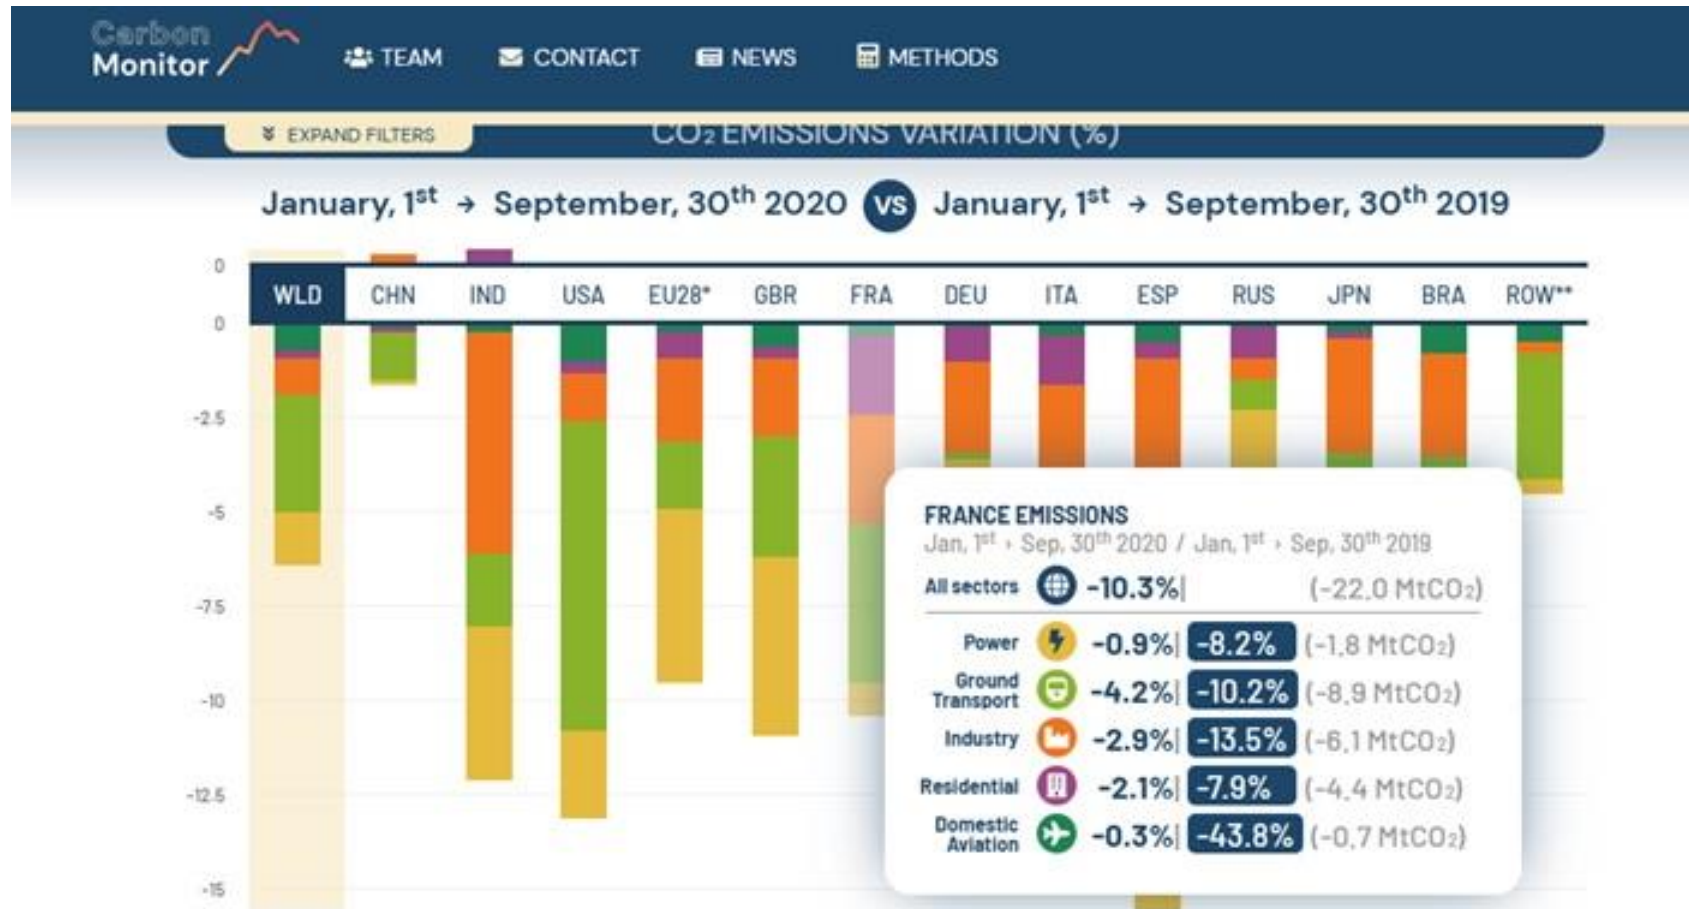 Carbon
Monitor
TEAM
CONTACT
NEWS
METHODS
EXPAND FILTERS
CO2 EMISSIONS VARIATION (%)
January, 1st → September, 30th 2020 VS January, 1st → September, 30th 2019
0
WLD CHN IND USA EU28* GBR FRA DEU ITA ESP RUS JPN BRA ROW**
0
-2.5
-5
-7.5
-10
-12.5
-15
FRANCE EMISSIONS
Jan, 1st › Sep, 30th 2020 / Jan, 1st › Sep, 30th 2019
All sectors -10.3%| (-22.0 MtCO2)
Power -0.9%| -8.2% (-1.8 MtCO2)
Ground
Transport -4.2%| -10.2% (-8.9 MtCO2)
Industry -2.9%| -13.5% (-6.1 MtCO2)
Residential -2.1%| -7.9% (-4.4 MtCO2)
Domestic
Aviation -0.3%| -43.8% (-0.7 MtCO2)